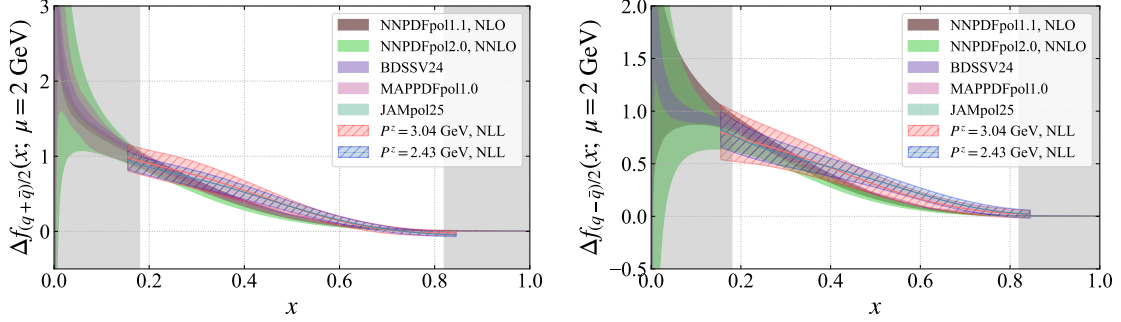 3
2
1
0
0.0
0.2
0.4
0.6
0.8
1.0
x
Δf(q+q̄)/2(x; μ = 2 GeV)
NNPDFpol1.1, NLO
NNPDFpol2.0, NNLO
BDSSV24
MAPPDFpol1.0
JAMpol25
P^z = 3.04 GeV, NLL
P^z = 2.43 GeV, NLL
2.0
1.5
1.0
0.5
0.0
−0.5
0.0
0.2
0.4
0.6
0.8
1.0
x
Δf(q−q̄)/2(x; μ = 2 GeV)
NNPDFpol1.1, NLO
NNPDFpol2.0, NNLO
BDSSV24
MAPPDFpol1.0
JAMpol25
P^z = 3.04 GeV, NLL
P^z = 2.43 GeV, NLL